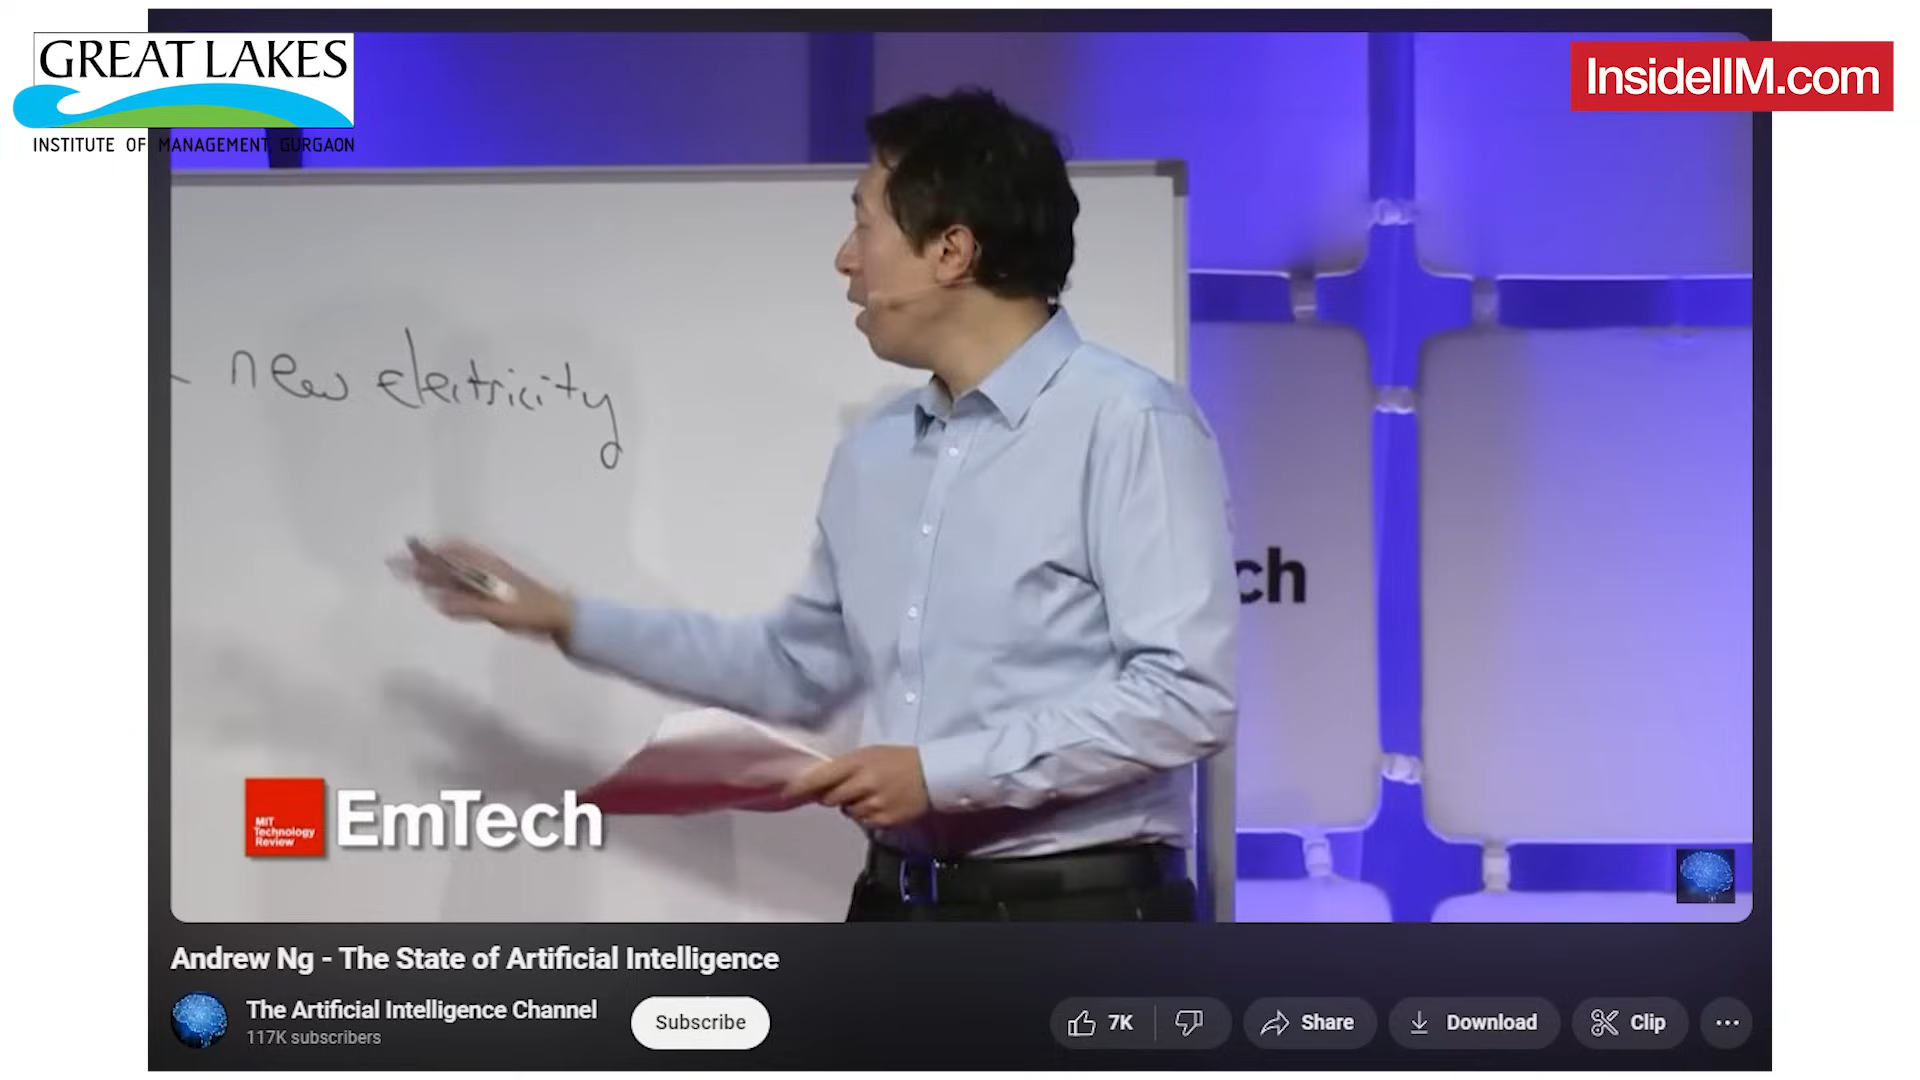 GREAT LAKES
INSTITUTE OF MANAGEMENT, GURGAON
InsideIIM.com
new electricity
ch
MIT
Technology
Review
EmTech
Andrew Ng - The State of Artificial Intelligence
The Artificial Intelligence Channel
117K subscribers
Subscribe
7K
Share
Download
Clip